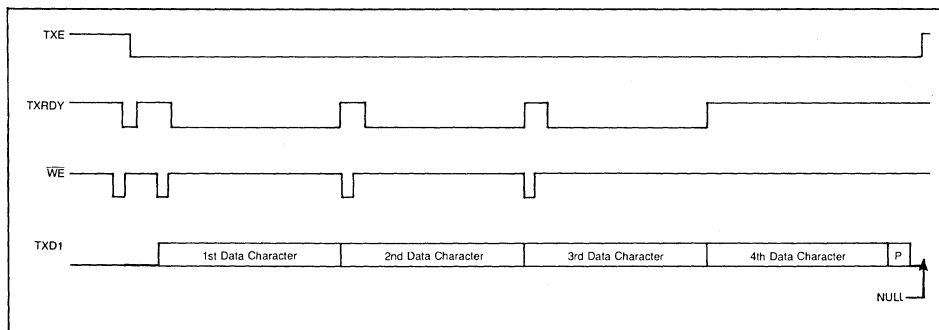 TXE
TXRDY
WE
TXD1
1st Data Character
2nd Data Character
3rd Data Character
4th Data Character
P
NULL